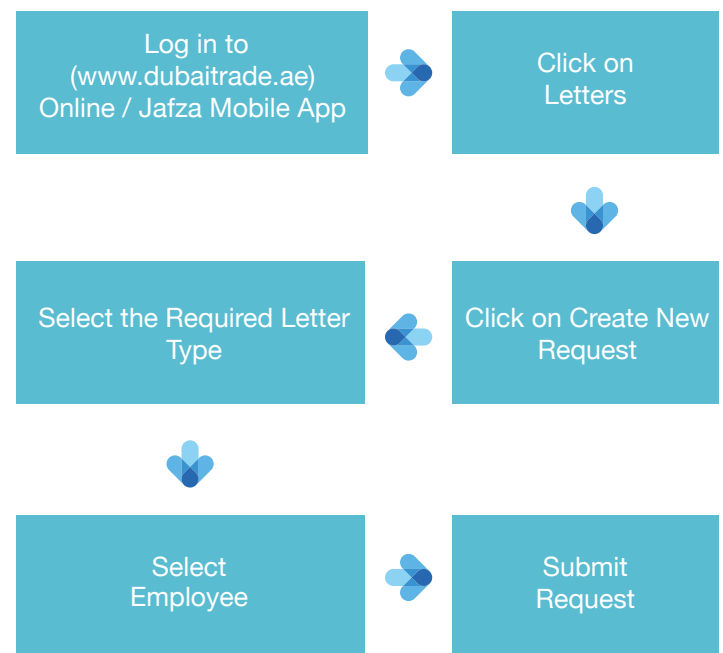 Log in to
(www.dubaitrade.ae)
Online / Jafza Mobile App
Click on
Letters
Click on Create New
Request
Select the Required Letter
Type
Select
Employee
Submit
Request